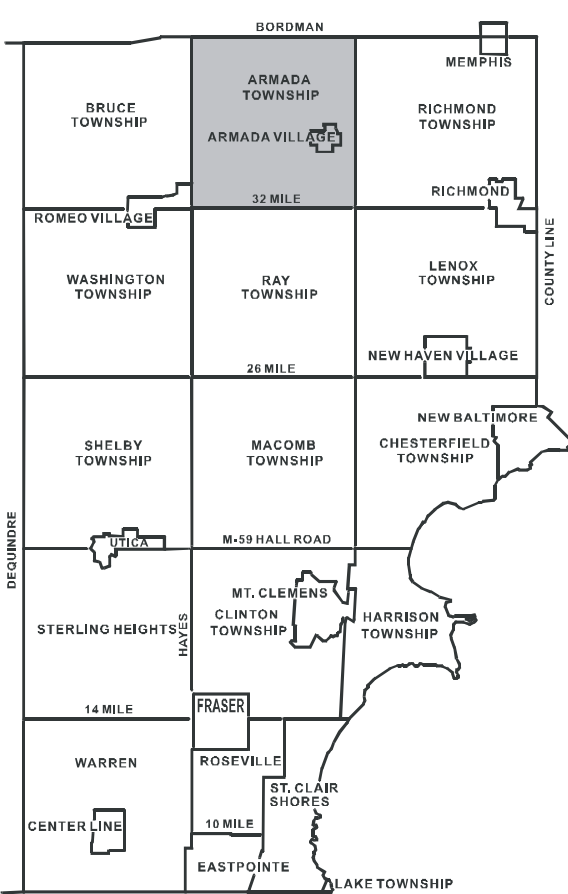 BORDMAN
MEMPHIS
ARMADA
TOWNSHIP
BRUCE
TOWNSHIP
RICHMOND
TOWNSHIP
ARMADA VILLAGE
RICHMOND
32 MILE
ROMEO VILLAGE
COUNTY LINE
WASHINGTON
TOWNSHIP
RAY
TOWNSHIP
LENOX
TOWNSHIP
NEW HAVEN VILLAGE
26 MILE
NEW BALTIMORE
SHELBY
TOWNSHIP
MACOMB
TOWNSHIP
CHESTERFIELD
TOWNSHIP
DEQUINDRE
UTICA
M-59 HALL ROAD
MT. CLEMENS
STERLING HEIGHTS
HAYES
CLINTON
TOWNSHIP
HARRISON
TOWNSHIP
14 MILE
FRASER
WARREN
ROSEVILLE
ST. CLAIR
SHORES
CENTER LINE
10 MILE
EASTPOINTE
LAKE TOWNSHIP